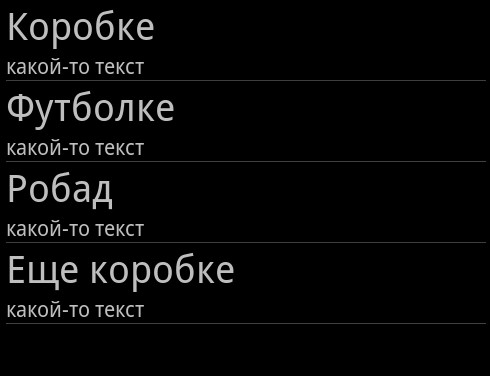 Коробке
какой-то текст
Футболке
какой-то текст
Робад
какой-то текст
Еще коробке
какой-то текст